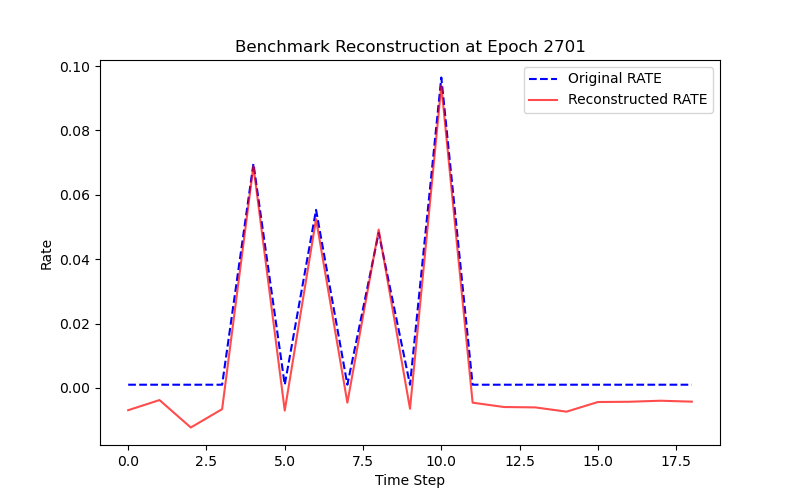 Benchmark Reconstruction at Epoch 2701
Original RATE
Reconstructed RATE
Rate
0.10
0.08
0.06
0.04
0.02
0.00
0.0 2.5 5.0 7.5 10.0 12.5 15.0 17.5
Time Step